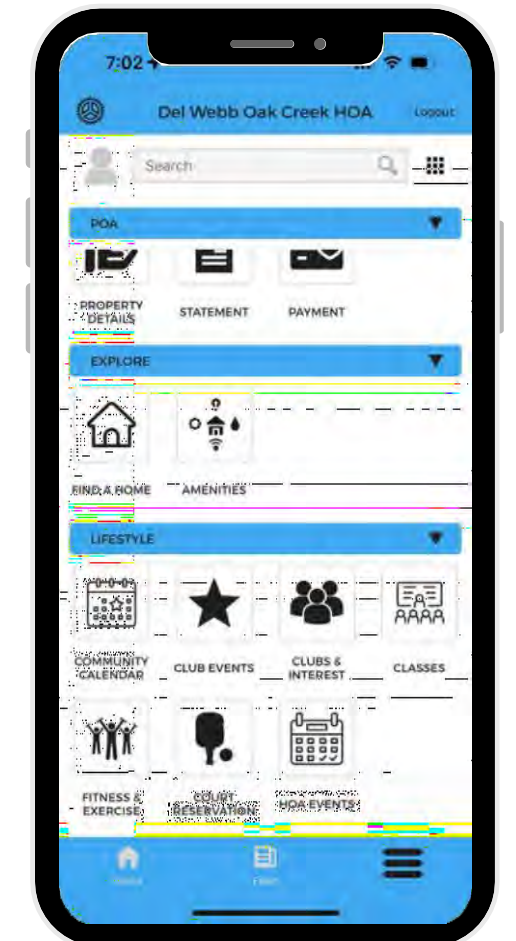 7:02
Del Webb Oak Creek HOA
Logout
Search
POA
PROPERTY
DETAILS
STATEMENT
PAYMENT
EXPLORE
FIND A HOME
AMENITIES
LIFESTYLE
COMMUNITY
CALENDAR
CLUB EVENTS
CLUBS &
INTEREST
CLASSES
FITNESS &
EXERCISE
COURT
RESERVATION
HOA EVENTS